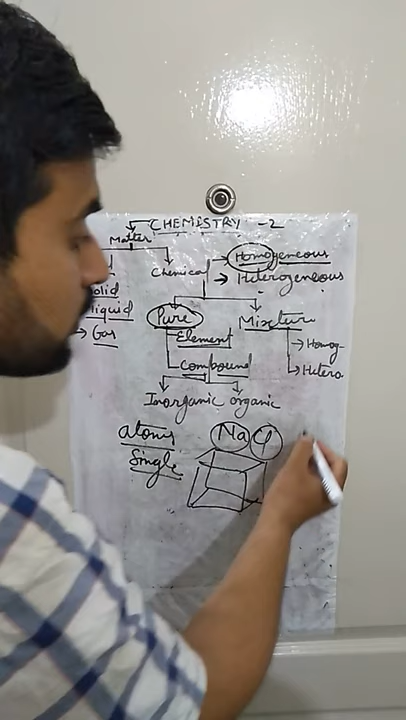 CHEMISTRY - 2
Matter
Chemical
→ Homogeneous
→ Heterogeneous
olid
liquid
→ Gas
Pure
Mixture
Element
Compound
→ Homog-
→ Hetero
Inorganic organic
atoms
Single
Na Cl